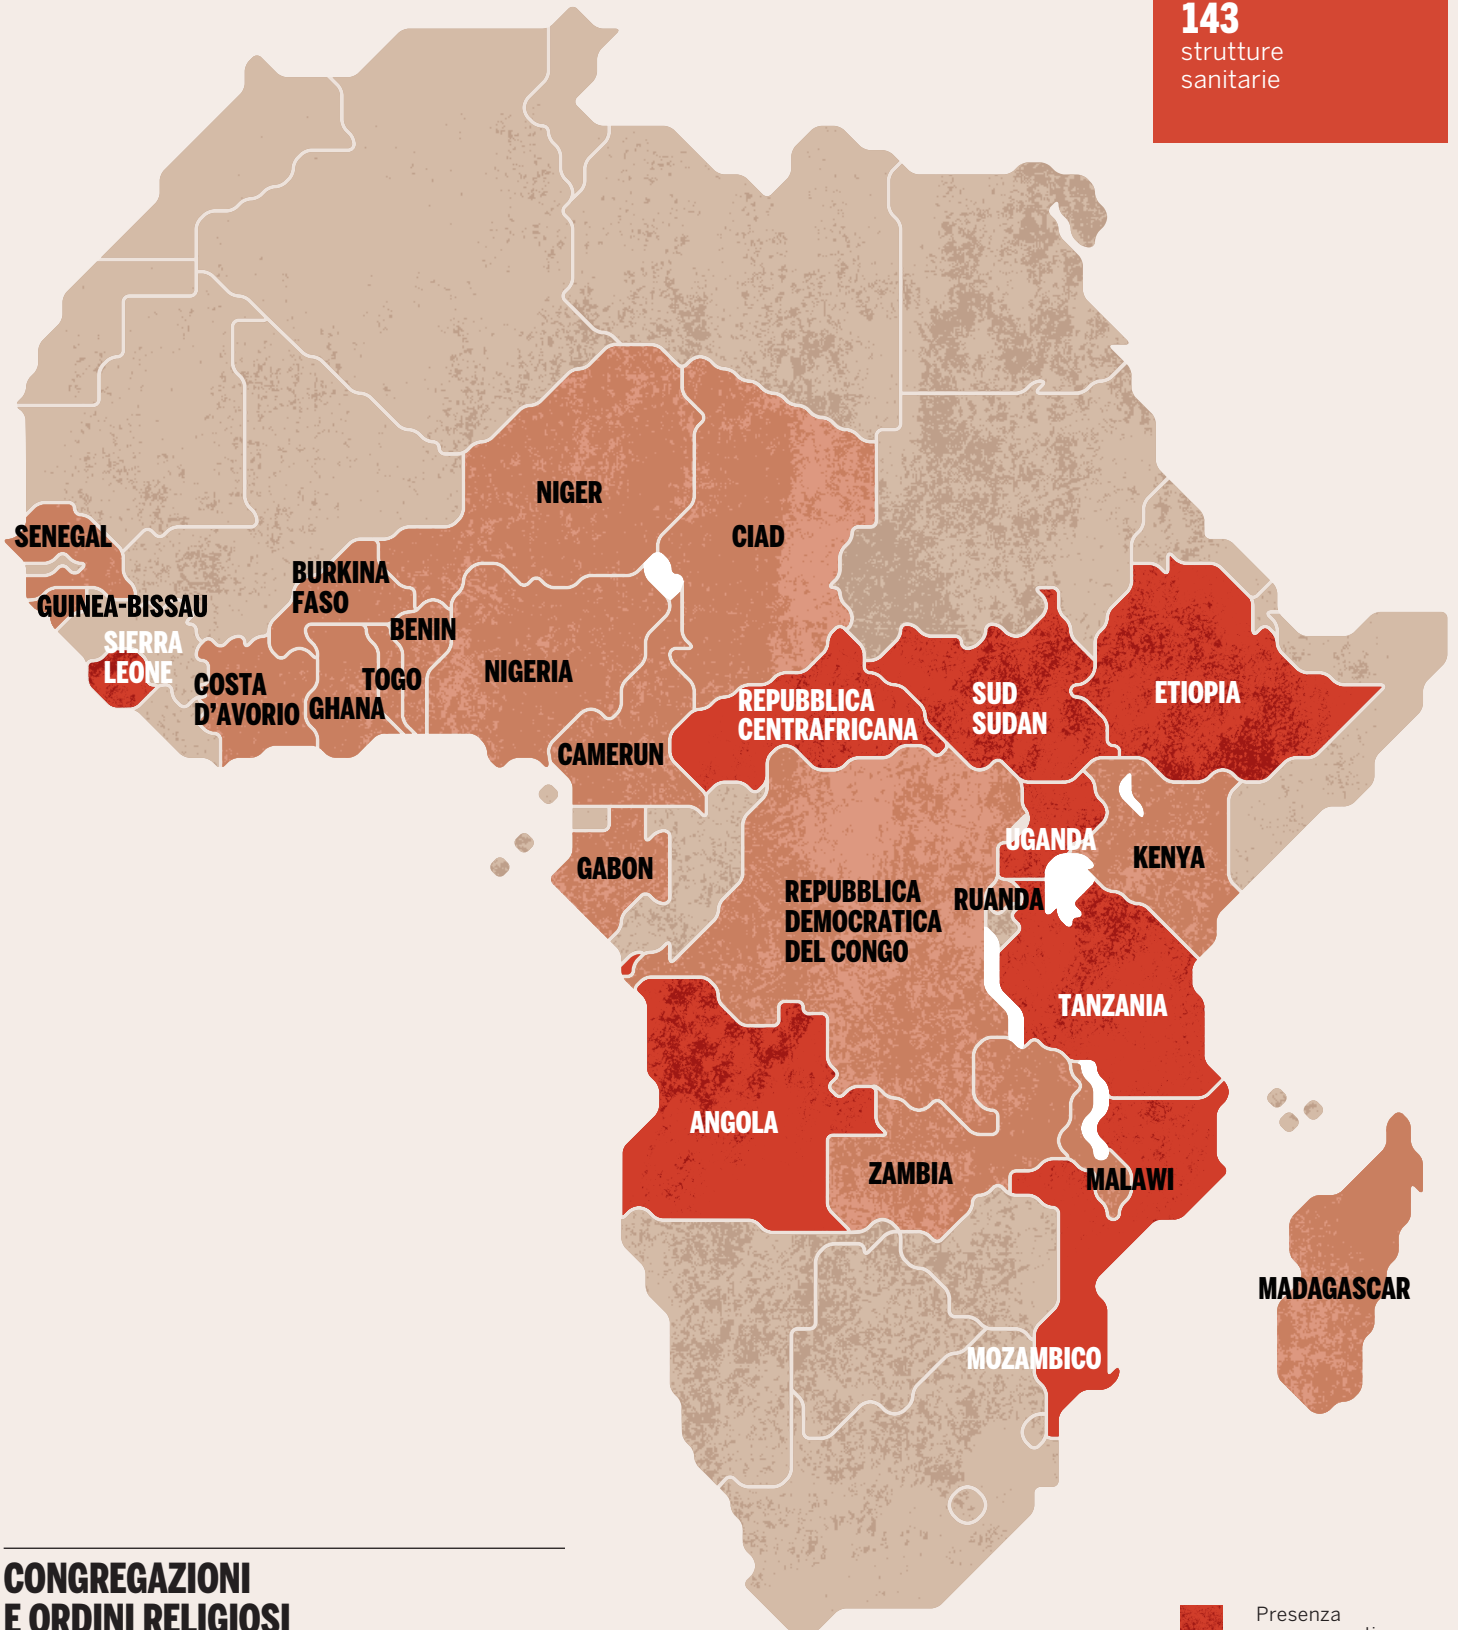 143
strutture
sanitarie
NIGER
CIAD
SENEGAL
BURKINA
FASO
GUINEA-BISSAU
BENIN
SIERRA
LEONE
COSTA
D'AVORIO
GHANA
TOGO
NIGERIA
REPUBBLICA
CENTRAFRICANA
SUD
SUDAN
ETIOPIA
CAMERUN
UGANDA
KENYA
GABON
REPUBBLICA
DEMOCRATICA
DEL CONGO
RUANDA
TANZANIA
ANGOLA
ZAMBIA
MALAWI
MADAGASCAR
MOZAMBICO
CONGREGAZIONI
E ORDINI RELIGIOSI
Presenza